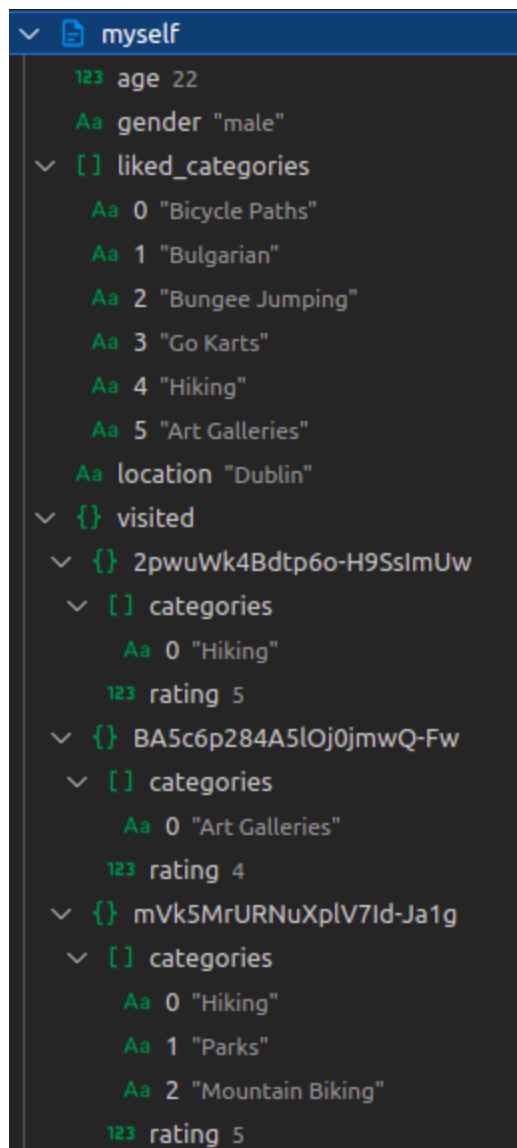 myself
123 age 22
Aa gender "male"
[] liked_categories
Aa 0 "Bicycle Paths"
Aa 1 "Bulgarian"
Aa 2 "Bungee Jumping"
Aa 3 "Go Karts"
Aa 4 "Hiking"
Aa 5 "Art Galleries"
Aa location "Dublin"
{} visited
{} 2pwuWk4Bdtp6o-H9SsImUw
[] categories
Aa 0 "Hiking"
123 rating 5
{} BA5c6p284A5lOj0jmwQ-Fw
[] categories
Aa 0 "Art Galleries"
123 rating 4
{} mVk5MrURNuXplV7Id-Ja1g
[] categories
Aa 0 "Hiking"
Aa 1 "Parks"
Aa 2 "Mountain Biking"
123 rating 5